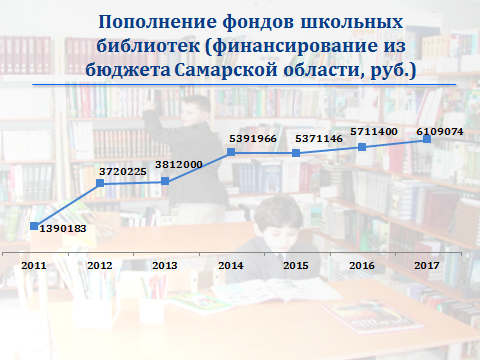 Пополнение фондов школьных
библиотек (финансирование из
бюджета Самарской области, руб.)
1390183
3720225
3812000
5391966
5371146
5711400
6109074
2011 2012 2013 2014 2015 2016 2017